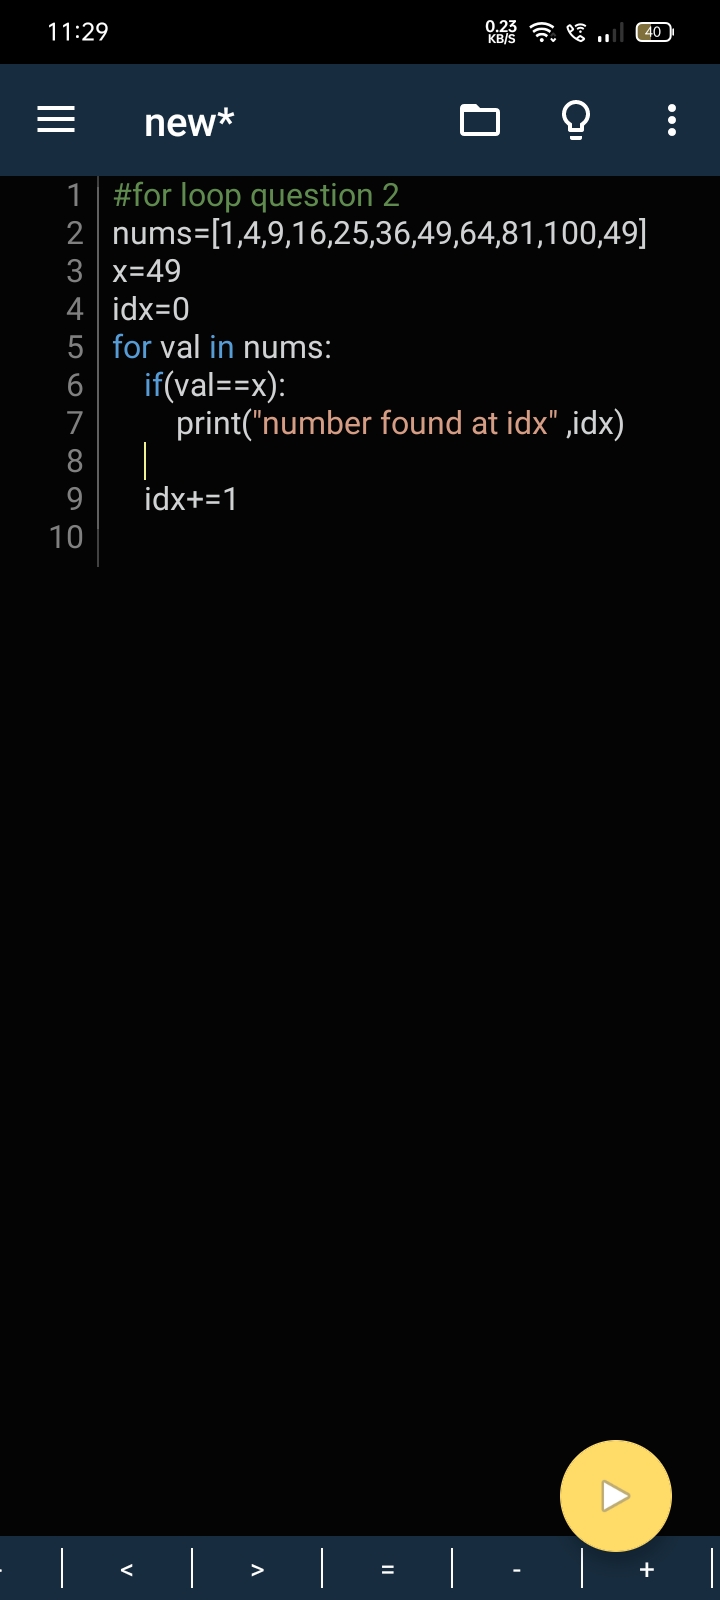 11:29
0.23
KB/S
40
new*
1 #for loop question 2
2 nums=[1,4,9,16,25,36,49,64,81,100,49]
3 x=49
4 idx=0
5 for val in nums:
6     if(val==x):
7         print("number found at idx" ,idx)
8
9     idx+=1
10
< > = - +